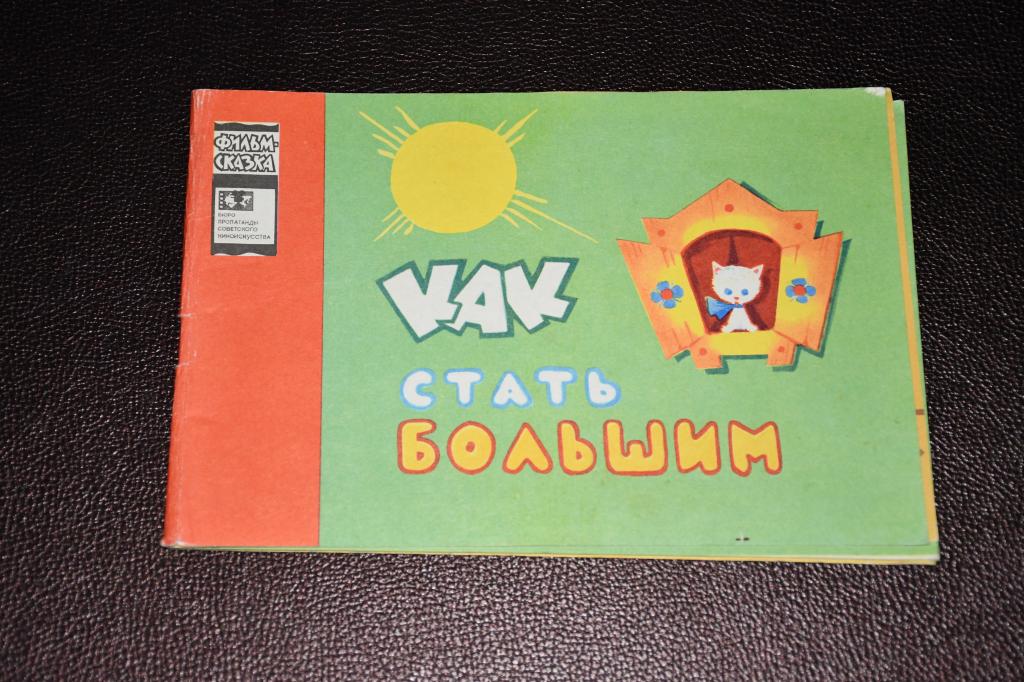 ФИЛЬМ-
СКАЗКА
БЮРО
ПРОПАГАНДЫ
СОВЕТСКОГО
КИНОИСКУССТВА
КАК
СТАТЬ
БОЛЬШИМ